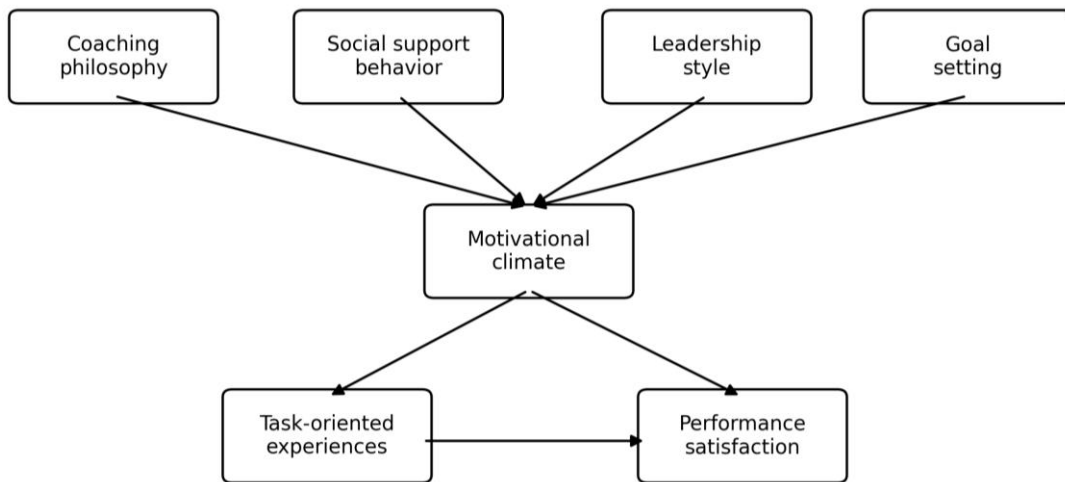 Coaching
philosophy
Social support
behavior
Leadership
style
Goal
setting
Motivational
climate
Task-oriented
experiences
Performance
satisfaction